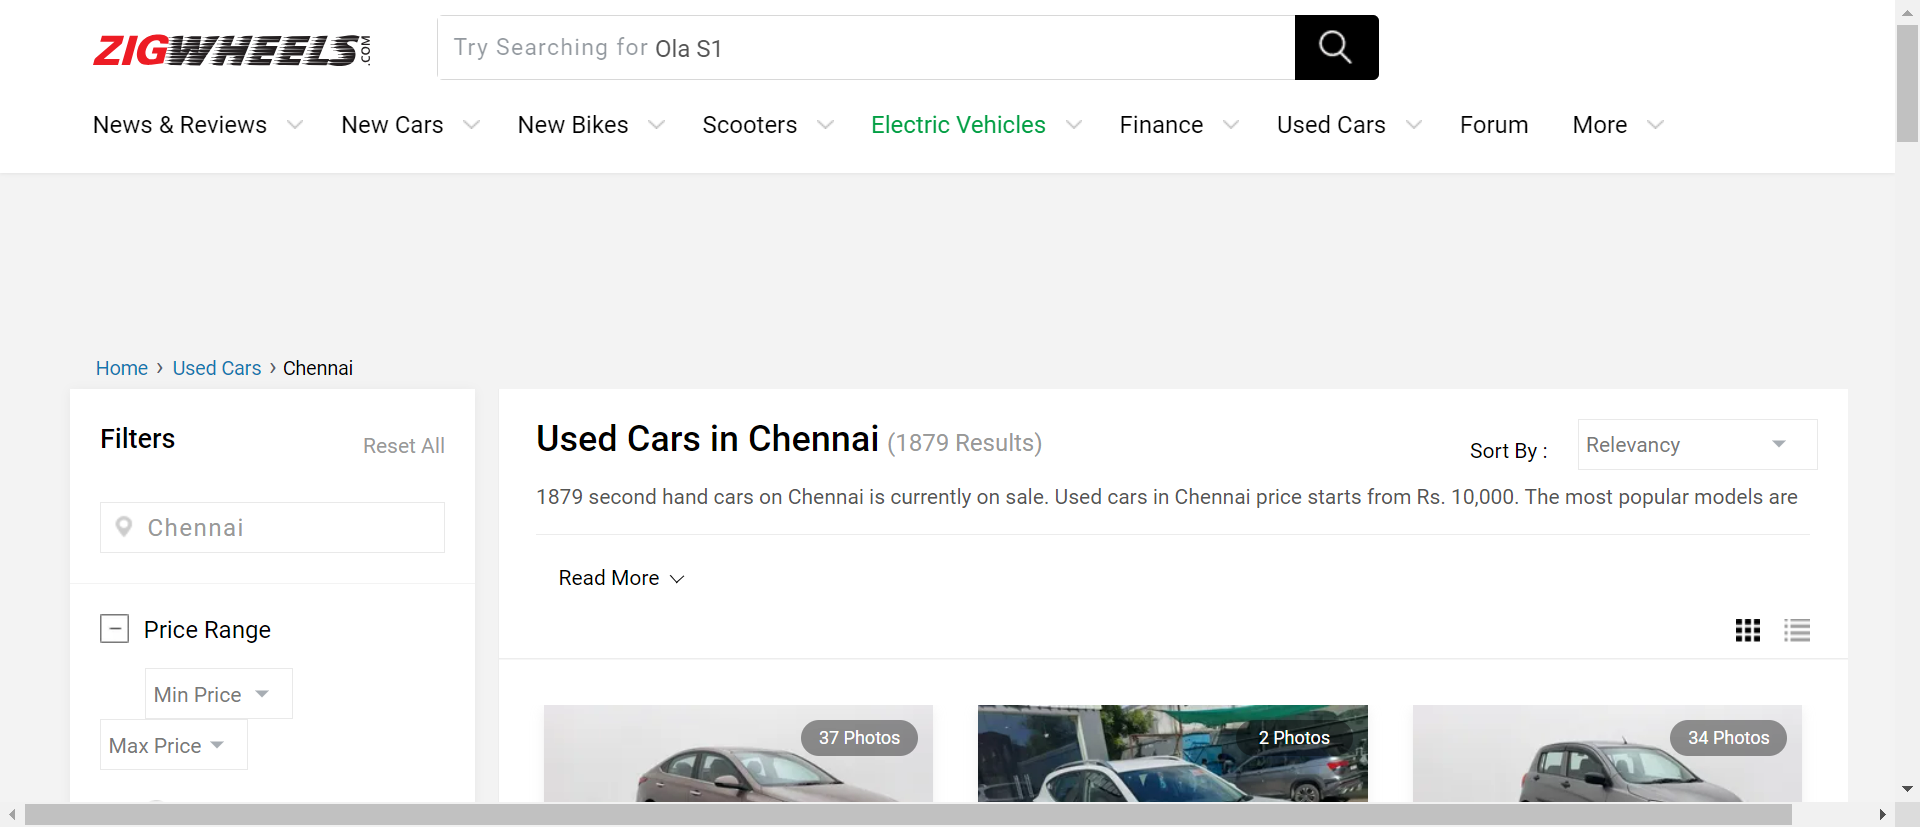 ZIGWHEELS.COM
Try Searching for Ola S1
News & Reviews New Cars New Bikes Scooters Electric Vehicles Finance Used Cars Forum More
Home › Used Cars › Chennai
Filters
Reset All
Chennai
Price Range
Min Price
Max Price
Used Cars in Chennai (1879 Results)
Sort By : Relevancy
1879 second hand cars on Chennai is currently on sale. Used cars in Chennai price starts from Rs. 10,000. The most popular models are
Read More
37 Photos
2 Photos
34 Photos